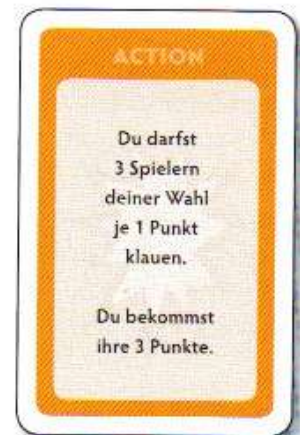 ACTION
Du darfst
3 Spielern
deiner Wahl
je 1 Punkt
klauen.
Du bekommst
ihre 3 Punkte.